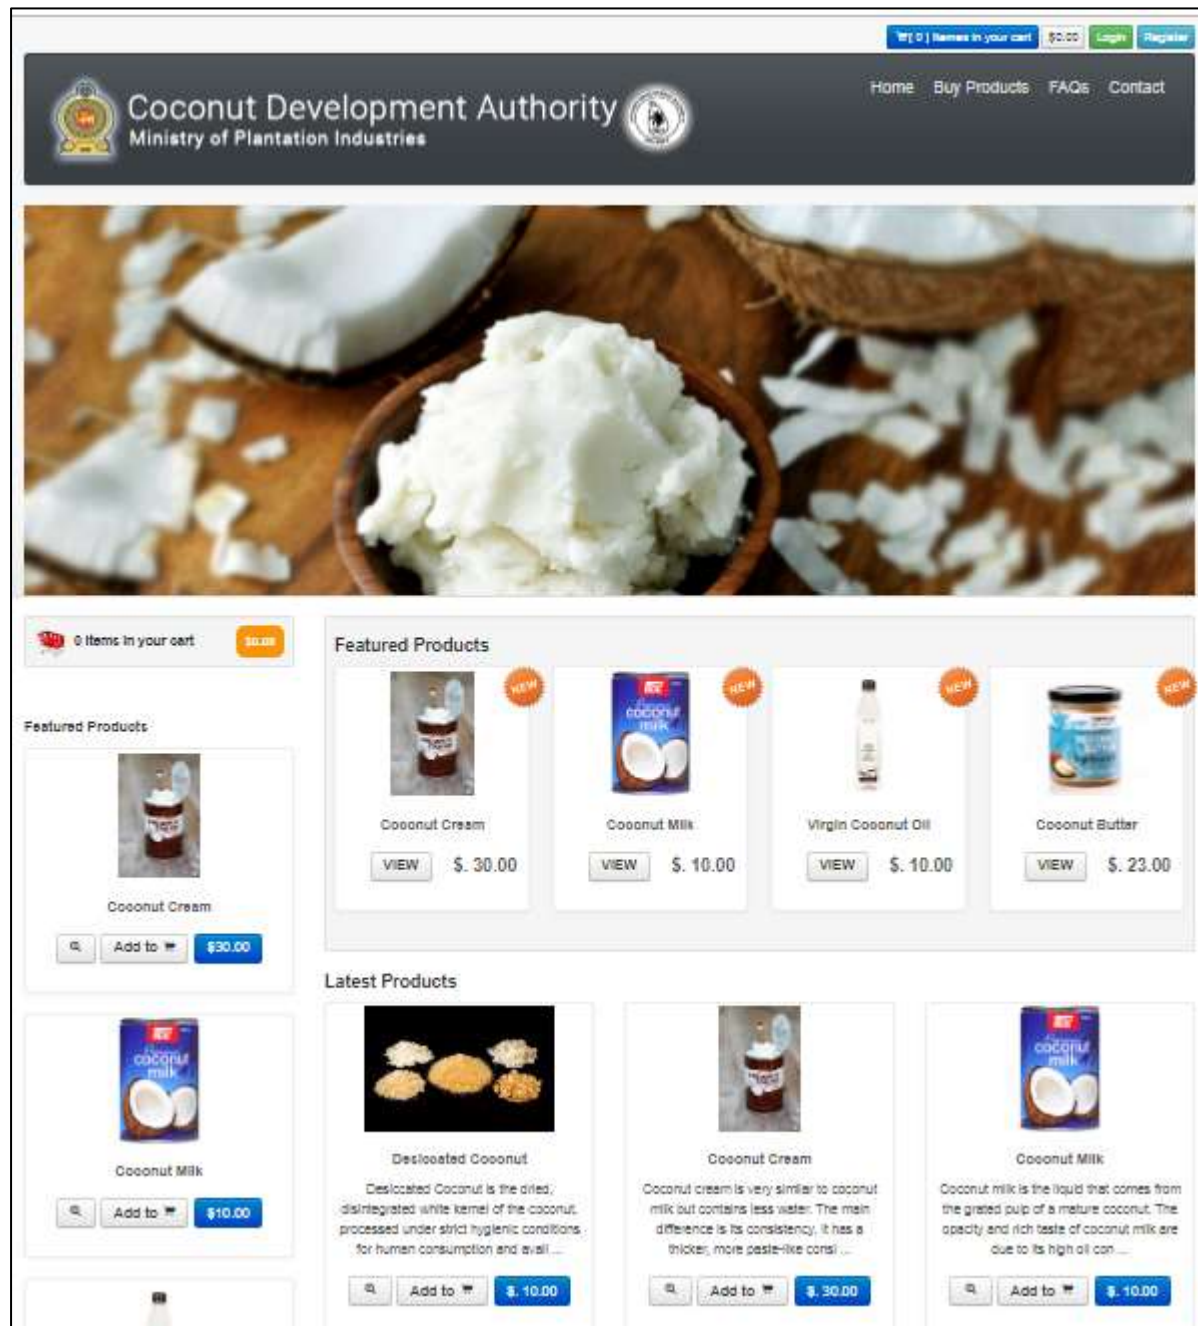 [ 0 ] Itemes in your cart $0.00 Login Register
Home Buy Products FAQs Contact
Coconut Development Authority
Ministry of Plantation Industries
0 Items in your cart $0.00
Featured Products
NEW NEW NEW NEW
coconut
milk
Coconut Cream Coconut Milk Virgin Coconut Oil Coconut Butter
VIEW $. 30.00 VIEW $. 10.00 VIEW $. 10.00 VIEW $. 23.00
Featured Products
Coconut Cream
Add to $30.00
coconut
milk
Coconut Milk
Add to $10.00
Latest Products
Desiccated Coconut
Desiccated Coconut is the dried,
disintegrated white kernel of the coconut,
processed under strict hygienic conditions
for human consumption and avail ...
Add to $. 10.00
Coconut Cream
Coconut cream is very similar to coconut
milk but contains less water. The main
difference is its consistency. It has a
thicker, more paste-like consi ...
Add to $. 30.00
coconut
milk
Coconut Milk
Coconut milk is the liquid that comes from
the grated pulp of a mature coconut. The
opacity and rich taste of coconut milk are
due to its high oil con ...
Add to $. 10.00